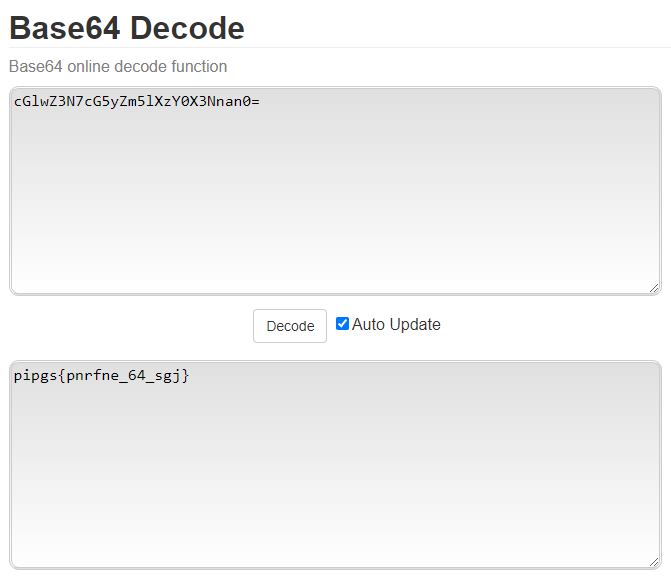 Base64 Decode
Base64 online decode function
cGlwZ3N7cG5yZm5lXzY0X3Nnan0=
Decode
Auto Update
pipgs{pnrfne_64_sgj}